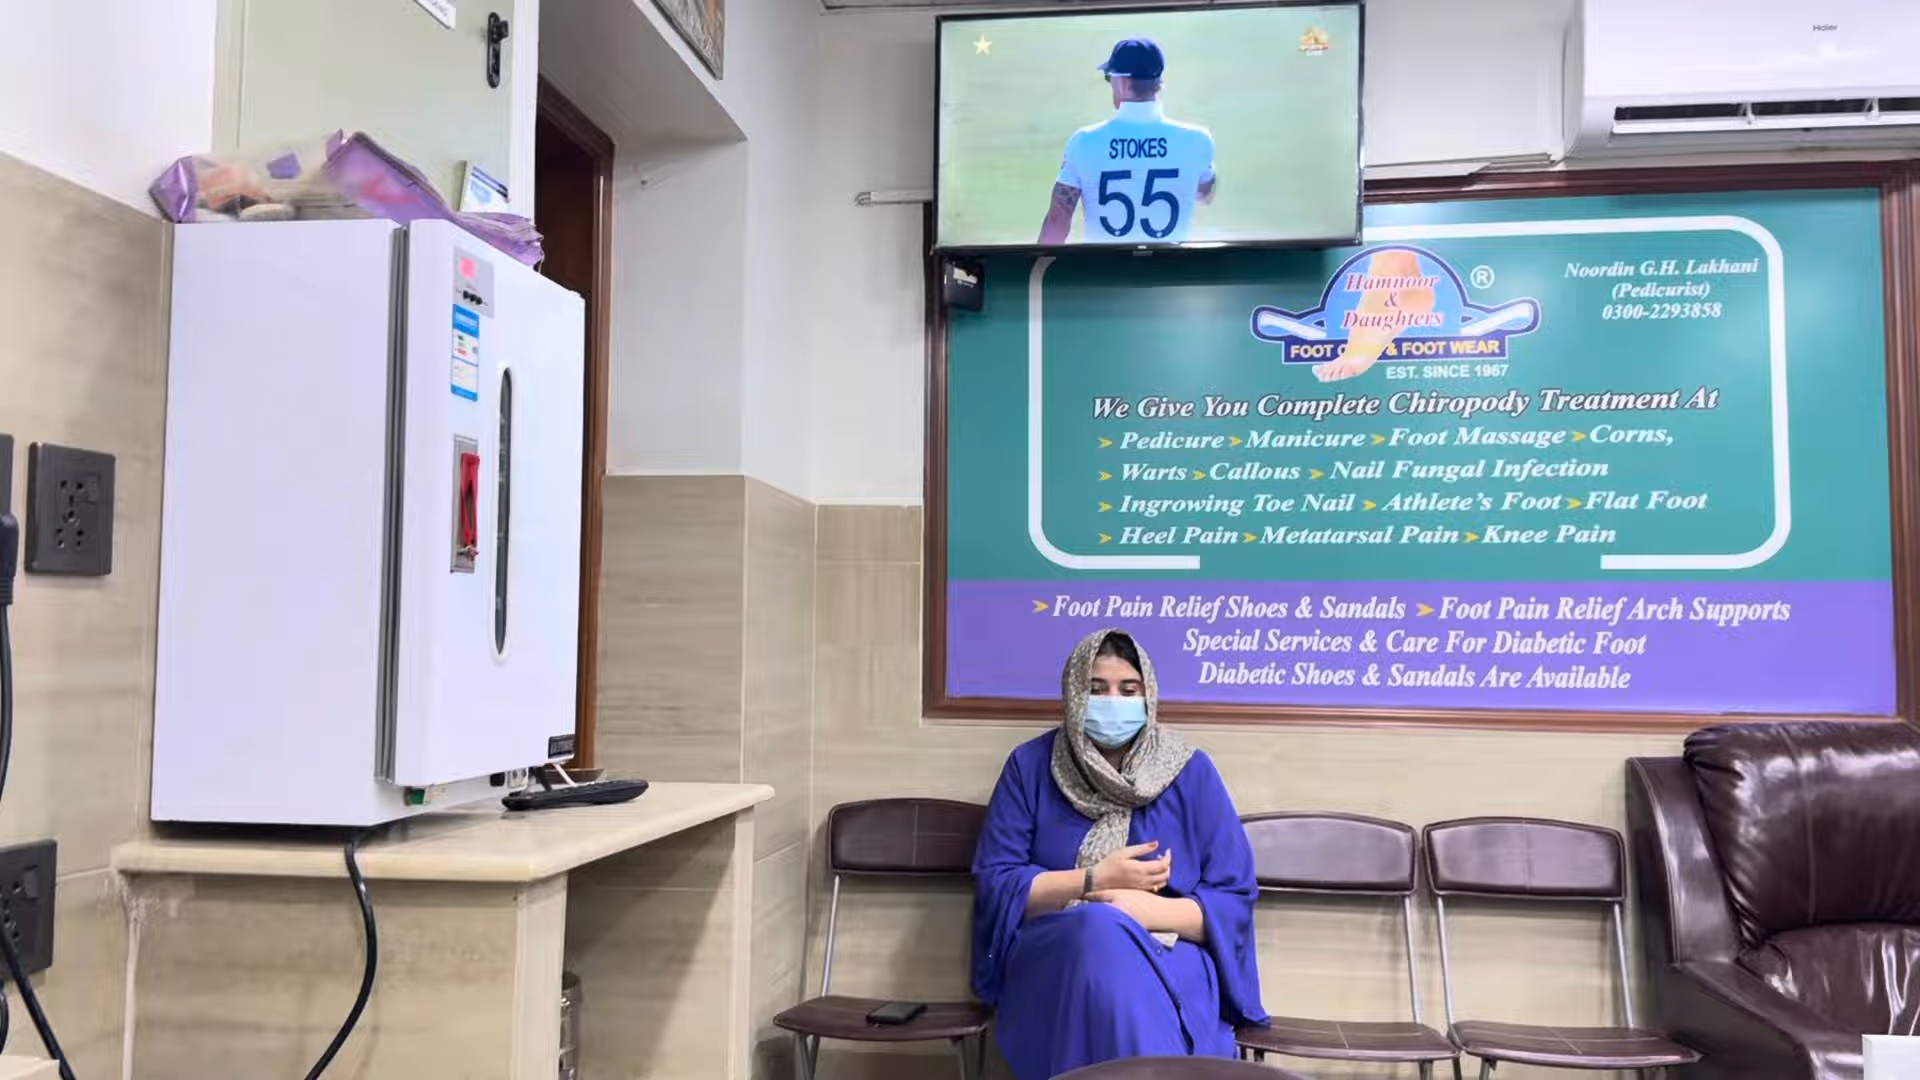 STOKES
55
Haier
Hamnoor
&
Daughters
®
FOOT & FOOT WEAR
EST. SINCE 1967
Noordin G.H. Lakhani
(Pedicurist)
0300-2293858
We Give You Complete Chiropody Treatment At
Pedicure Manicure Foot Massage Corns,
Warts Callous Nail Fungal Infection
Ingrowing Toe Nail Athlete's Foot Flat Foot
Heel Pain Metatarsal Pain Knee Pain
Foot Pain Relief Shoes & Sandals Foot Pain Relief Arch Supports
Special Services & Care For Diabetic Foot
Diabetic Shoes & Sandals Are Available